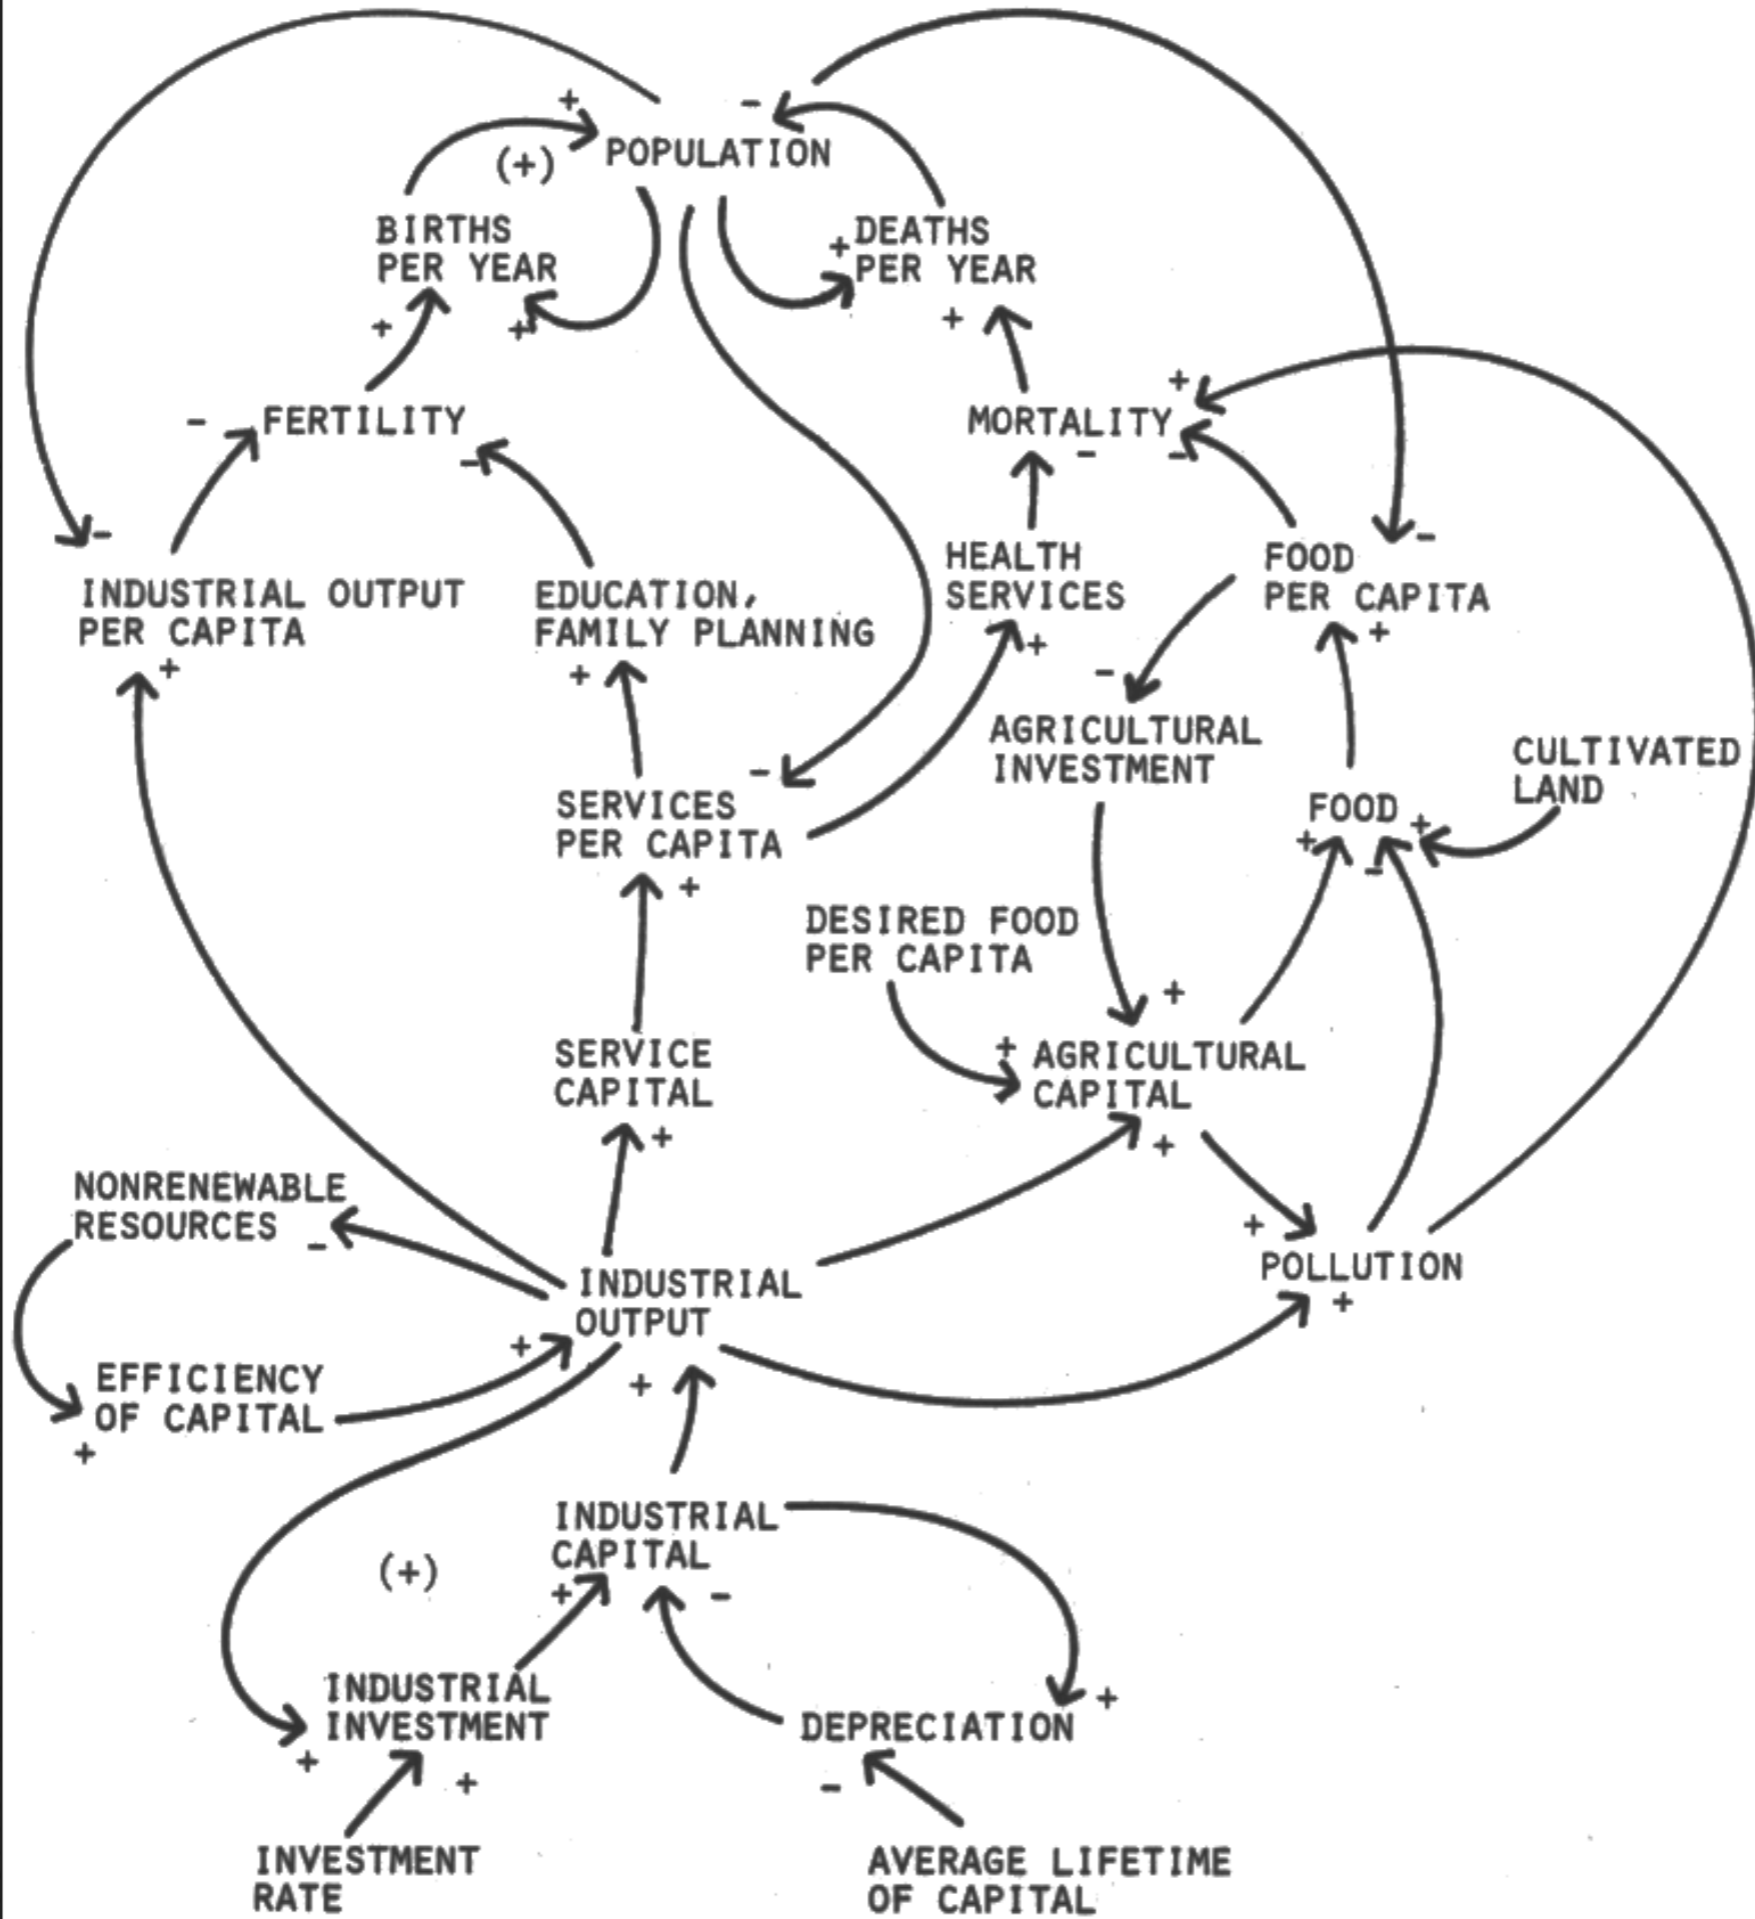 +
-
POPULATION
(+)
BIRTHS
PER YEAR
+
DEATHS
PER YEAR
+
+
+
+
-
FERTILITY
-
MORTALITY
-
-
-
-
INDUSTRIAL OUTPUT
PER CAPITA
+
EDUCATION,
FAMILY PLANNING
+
HEALTH
SERVICES
+
FOOD
PER CAPITA
+
-
AGRICULTURAL
INVESTMENT
CULTIVATED
LAND
-
SERVICES
PER CAPITA
+
FOOD
+
+
-
DESIRED FOOD
PER CAPITA
+
+
AGRICULTURAL
CAPITAL
+
SERVICE
CAPITAL
+
NONRENEWABLE
RESOURCES
-
+
POLLUTION
+
INDUSTRIAL
OUTPUT
+
+
EFFICIENCY
OF CAPITAL
+
INDUSTRIAL
CAPITAL
(+)
+
-
INDUSTRIAL
INVESTMENT
+
+
DEPRECIATION
+
-
INVESTMENT
RATE
AVERAGE LIFETIME
OF CAPITAL